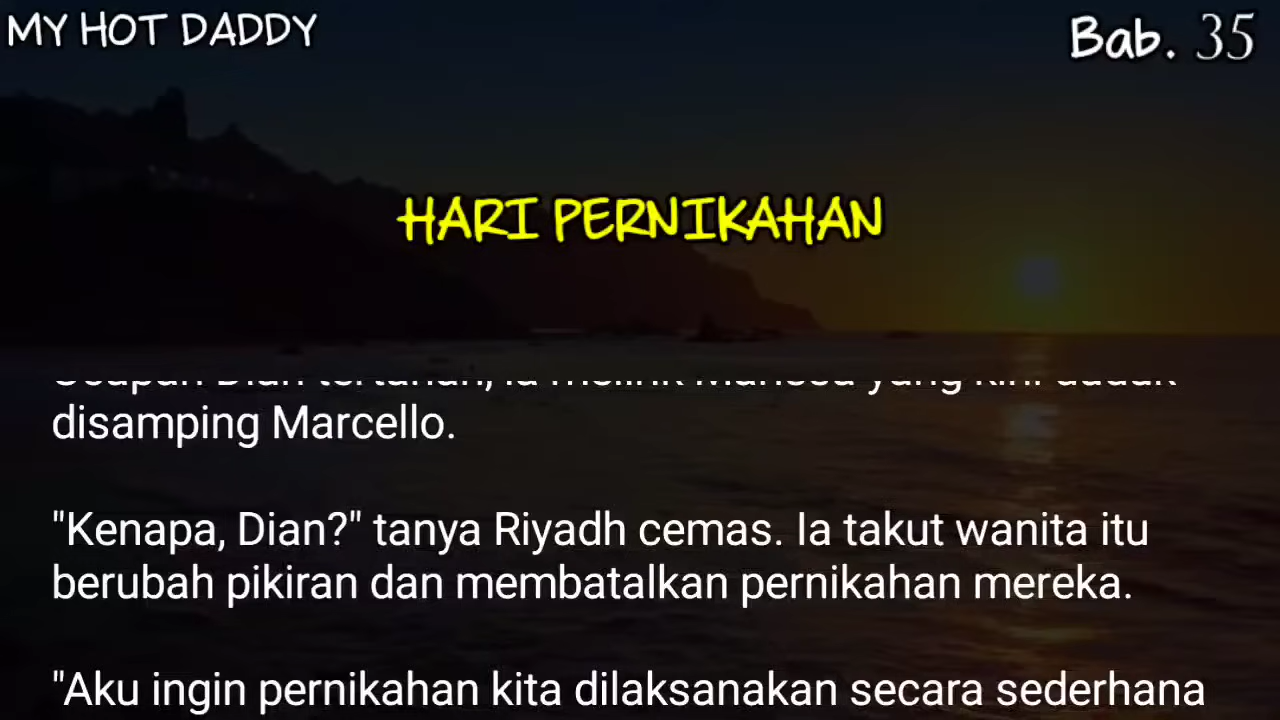 MY HOT DADDY
Bab. 35
HARI PERNIKAHAN
disamping Marcello.
"Kenapa, Dian?" tanya Riyadh cemas. Ia takut wanita itu
berubah pikiran dan membatalkan pernikahan mereka.
"Aku ingin pernikahan kita dilaksanakan secara sederhana